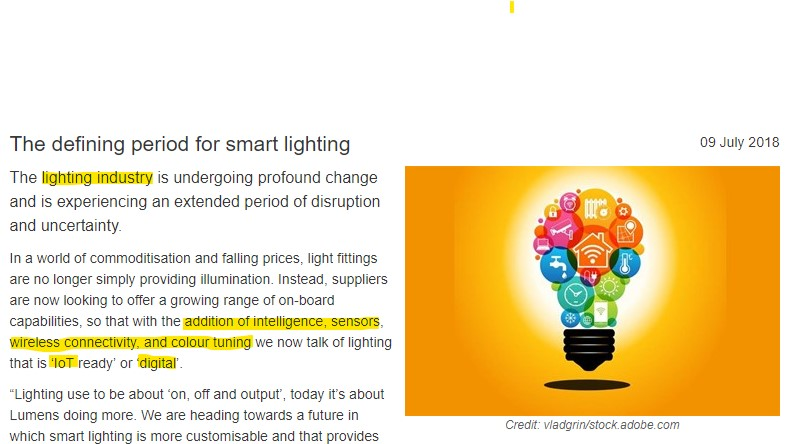 The defining period for smart lighting
09 July 2018
The lighting industry is undergoing profound change
and is experiencing an extended period of disruption
and uncertainty.
In a world of commoditisation and falling prices, light fittings
are no longer simply providing illumination. Instead, suppliers
are now looking to offer a growing range of on-board
capabilities, so that with the addition of intelligence, sensors,
wireless connectivity, and colour tuning we now talk of lighting
that is ‘IoT ready’ or ‘digital’.
“Lighting use to be about ‘on, off and output’, today it’s about
Lumens doing more. We are heading towards a future in
which smart lighting is more customisable and that provides
Credit: vladgrin/stock.adobe.com